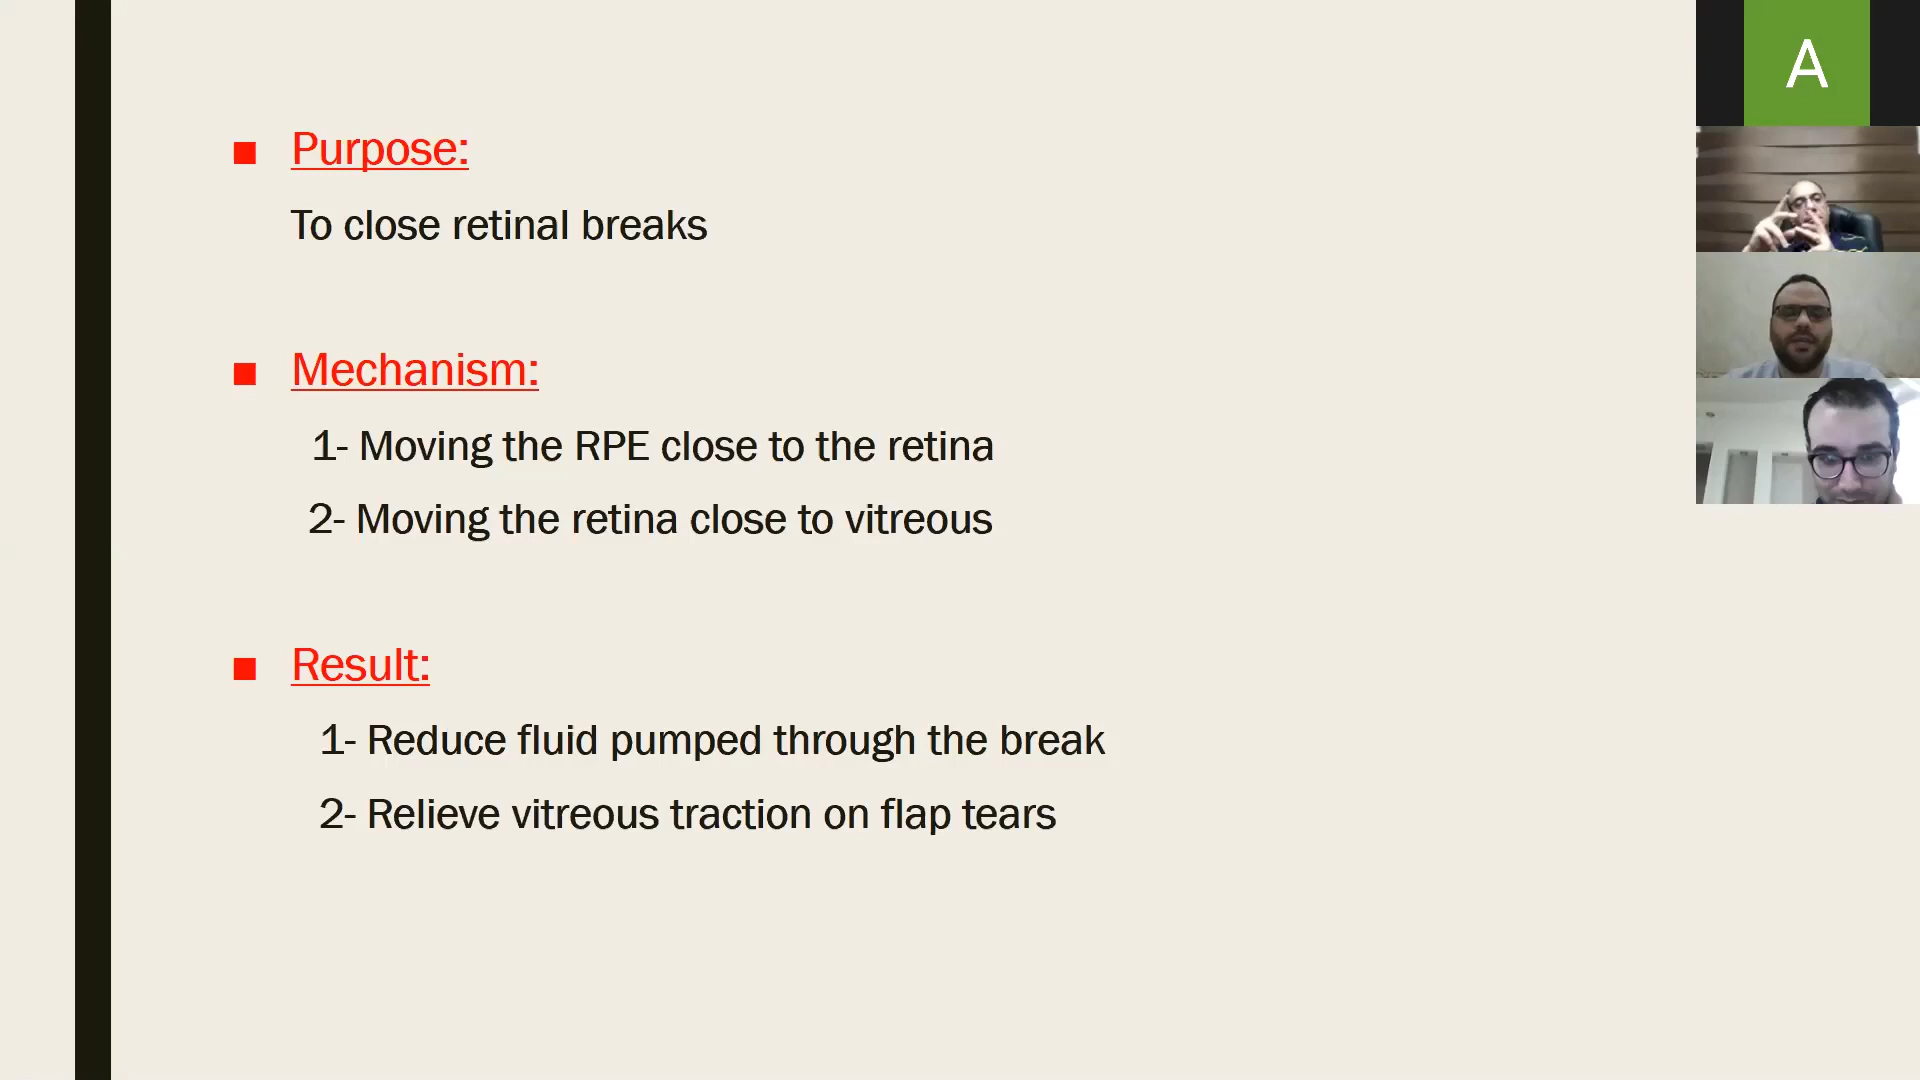 Purpose:
To close retinal breaks
Mechanism:
1- Moving the RPE close to the retina
2- Moving the retina close to vitreous
Result:
1- Reduce fluid pumped through the break
2- Relieve vitreous traction on flap tears
A